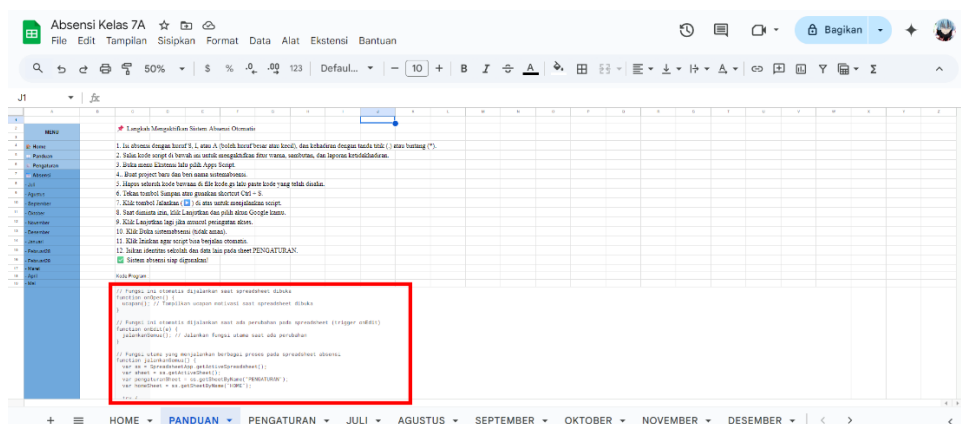 Absensi Kelas 7A
File Edit Tampilan Sisipkan Format Data Alat Ekstensi Bantuan
Bagikan
50% $ % .0 .00 123 Defaul... 10 B I A
J1 fx
MENU
Home
Panduan
Pengaturan
Absensi
- Juli
- Agustus
- September
- Oktober
- November
- Desember
- Januari
- Maret
- April
- Mei
Langkah Mengaktifkan Sistem Absensi Otomatis
1. Isi absensi dengan huruf S, I, atau A (boleh huruf besar atau kecil), dan kehadiran dengan tanda titik (.) atau bintang (*).
2. Salin kode script di bawah ini untuk mengaktifkan fitur warna, sambutan, dan laporan ketidakhadiran.
3. Buka menu Ekstensi lalu pilih Apps Script.
4.. Buat project baru dan beri nama sistemabsensi.
5. Hapus seluruh kode bawaan di file kode.gs lalu paste kode yang telah disalin.
6. Tekan tombol Simpan atau gunakan shortcut Ctrl + S.
7. Klik tombol Jalankan ( ) di atas untuk menjalankan script.
8. Saat diminta izin, klik Lanjutkan dan pilih akun Google kamu.
9. Klik Lanjutkan lagi jika muncul peringatan akses.
10. Klik Buka sistemabsensi (tidak aman).
11. Klik Izinkan agar script bisa berjalan otomatis.
12. Isikan identitas sekolah dan data lain pada sheet PENGATURAN.
Sistem absensi siap digunakan!
Kode Program
// Fungsi ini otomatis dijalankan saat spreadsheet dibuka
function onOpen() {
ucapan(); // Tampilkan ucapan motivasi saat spreadsheet dibuka
}
// Fungsi ini otomatis dijalankan saat ada perubahan pada spreadsheet (trigger onEdit)
function onEdit(e) {
jalankanSemua(); // Jalankan fungsi utama saat ada perubahan
}
// Fungsi utama yang menjalankan berbagai proses pada spreadsheet absensi
function jalankanSemua() {
var ss = SpreadsheetApp.getActiveSpreadsheet();
var sheet = ss.getActiveSheet();
var pengaturanSheet = ss.getSheetByName("PENGATURAN");
var homeSheet = ss.getSheetByName("HOME");
HOME PANDUAN PENGATURAN JULI AGUSTUS SEPTEMBER OKTOBER NOVEMBER DESEMBER